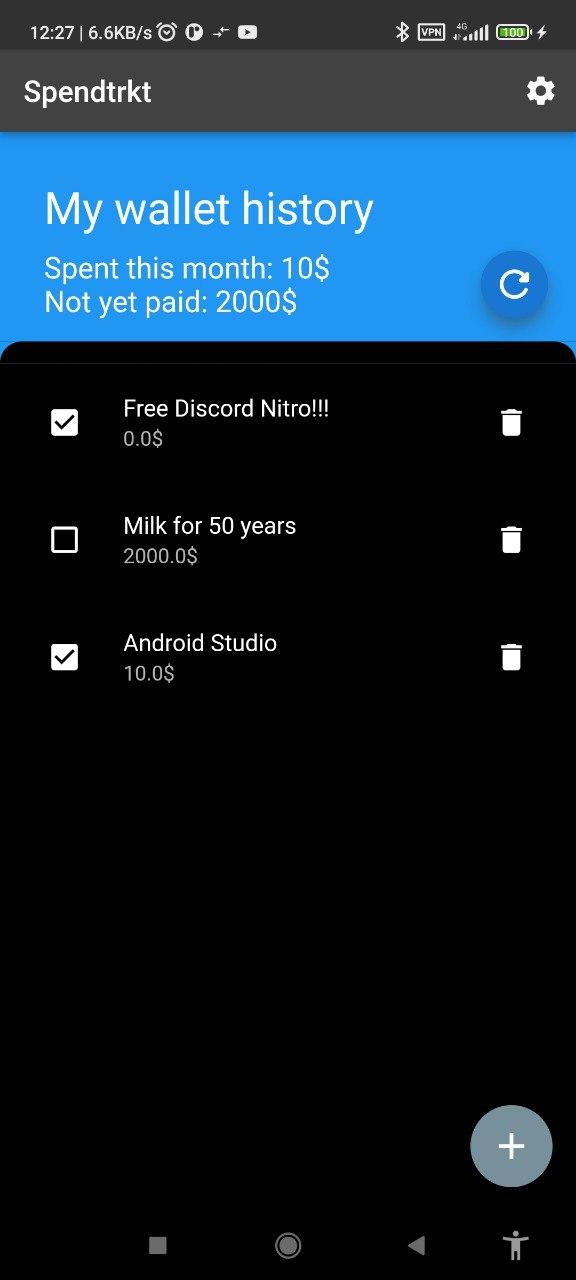 12:27 | 6.6KB/s VPN 4G 100
Spendtrkt
My wallet history
Spent this month: 10$
Not yet paid: 2000$
Free Discord Nitro!!!
0.0$
Milk for 50 years
2000.0$
Android Studio
10.0$